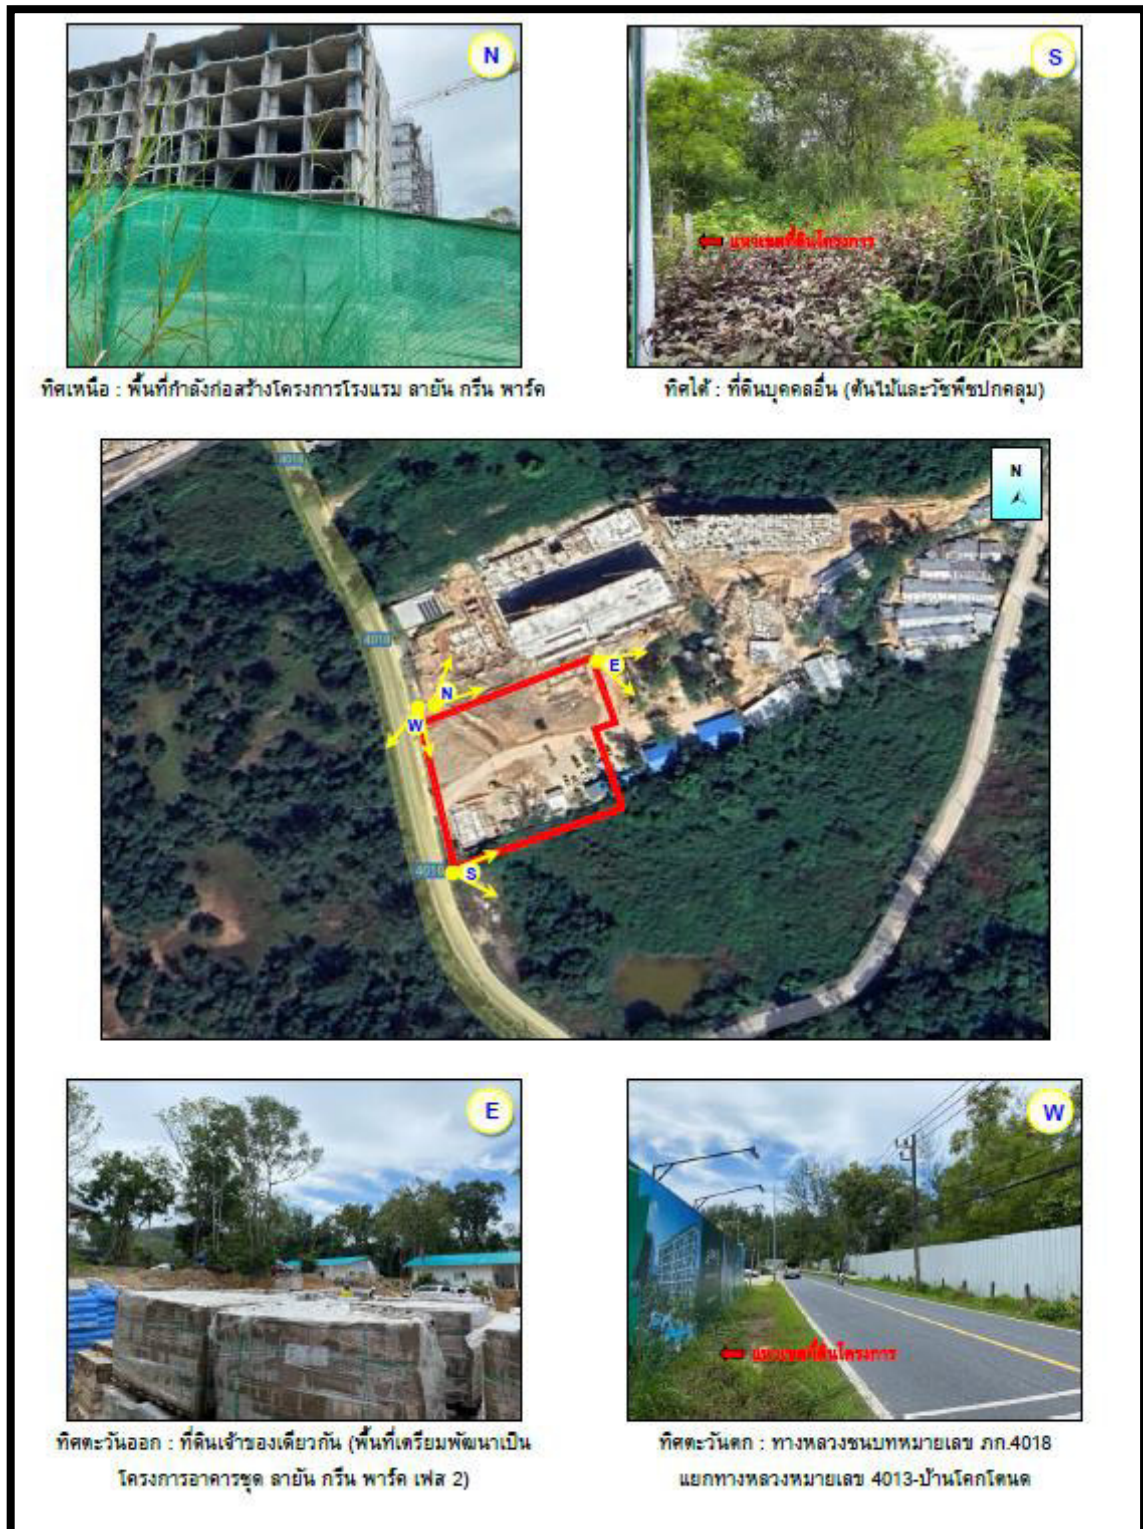 N
S
แนวเขตที่ดินโครงการ
ทิศเหนือ : พื้นที่กำลังก่อสร้างโครงการโรงแรม ลายัน กรีน พาร์ค
ทิศใต้ : ที่ดินบุคคลอื่น (ต้นไม้และวัชพืชปกคลุม)
4018
N
4018
E
N
W
4018
S
E
W
แนวเขตที่ดินโครงการ
ทิศตะวันออก : ที่ดินเจ้าของเดียวกัน (พื้นที่เตรียมพัฒนาเป็น
โครงการอาคารชุด ลายัน กรีน พาร์ค เฟส 2)
ทิศตะวันตก : ทางหลวงชนบทหมายเลข ภก.4018
แยกทางหลวงหมายเลข 4013-บ้านโคกโตนด